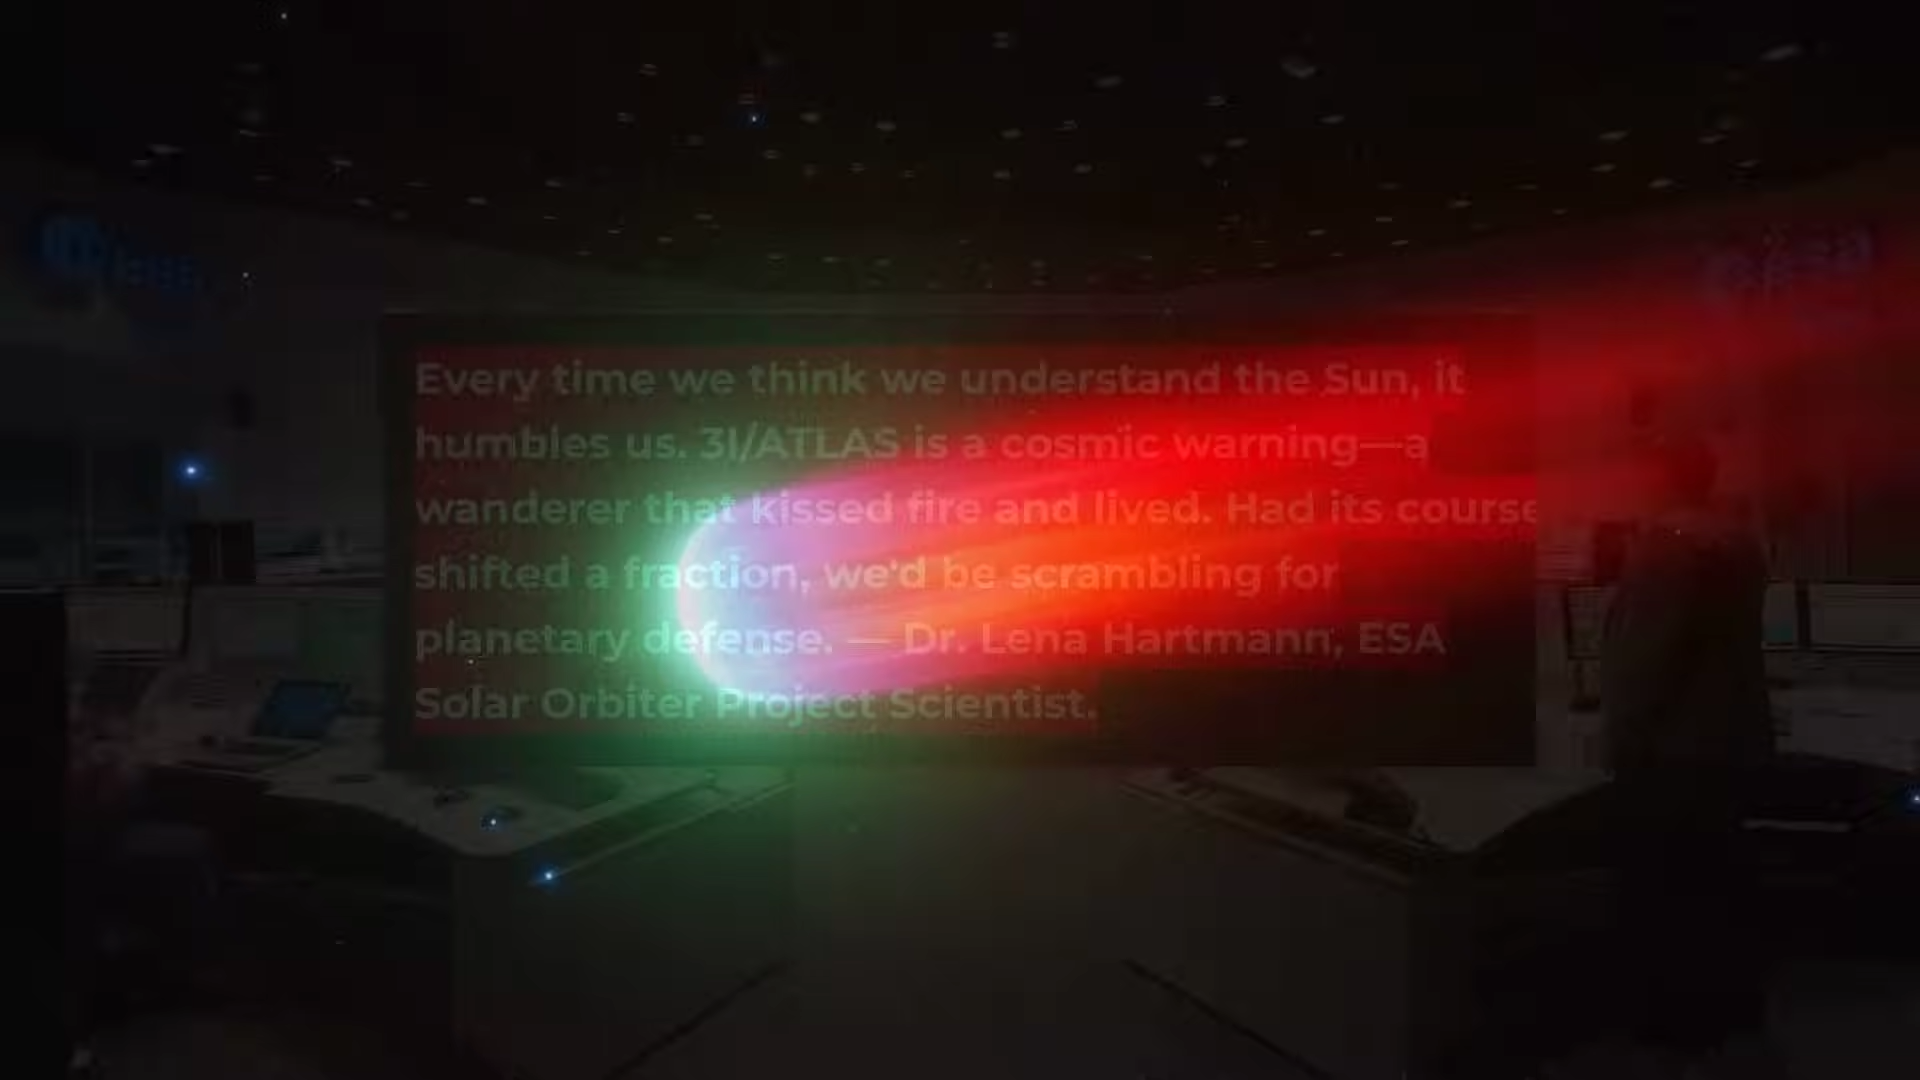 Every time we think we understand the Sun, it
humbles us. 3I/ATLAS is a cosmic warning—a
wanderer that kissed fire and lived. Had its course
shifted a fraction, we'd be scrambling for
planetary defense. — Dr. Lena Hartmann, ESA
Solar Orbiter Project Scientist.
esa